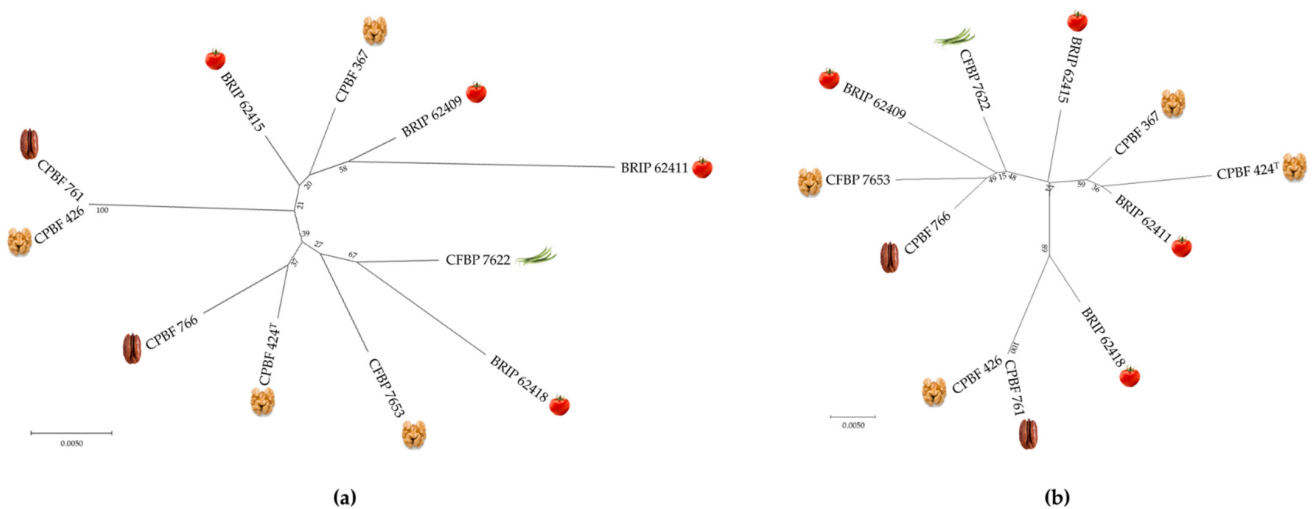 CPBF 367
BRIP 62415
BRIP 62409
BRIP 62411
CPBF 761
CPBF 426
100
58
20
21
39
27
67
37
CFBP 7622
CPBF 766
CPBF 424T
CFBP 7653
BRIP 62418
0.0050
(a)
CFBP 7622
BRIP 62415
BRIP 62409
CPBF 367
CFBP 7653
CPBF 424T
CPBF 766
BRIP 62411
49
15
48
27
59
36
89
100
CPBF 426
CPBF 761
BRIP 62418
0.0050
(b)